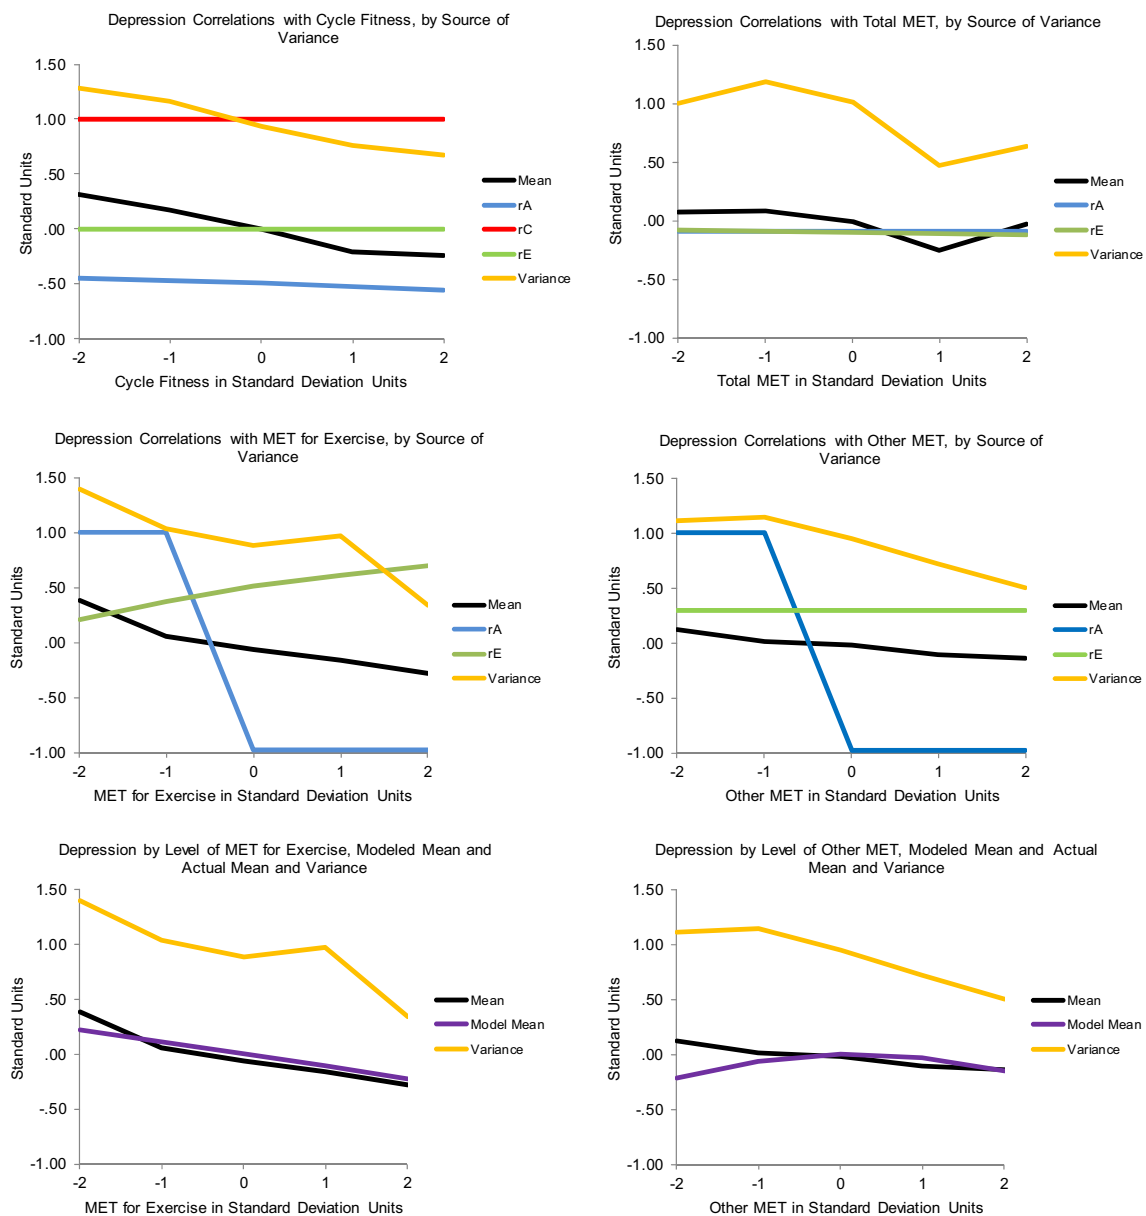 Depression Correlations with Cycle Fitness, by Source of
Variance
1.50
1.00
.50
.00
-.50
-1.00
-2
-1
0
1
2
Standard Units
Cycle Fitness in Standard Deviation Units
Mean
rA
rC
rE
Variance
Depression Correlations with Total MET, by Source of Variance
1.50
1.00
.50
.00
-.50
-1.00
-2
-1
0
1
2
Standard Units
Total MET in Standard Deviation Units
Mean
rA
rE
Variance
Depression Correlations with MET for Exercise, by Source of
Variance
1.50
1.00
.50
.00
-.50
-1.00
-2
-1
0
1
2
Standard Units
MET for Exercise in Standard Deviation Units
Mean
rA
rE
Variance
Depression Correlations with Other MET, by Source of
Variance
1.50
1.00
.50
.00
-.50
-1.00
-2
-1
0
1
2
Standard Units
Other MET in Standard Deviation Units
Mean
rA
rE
Variance
Depression by Level of MET for Exercise, Modeled Mean and
Actual Mean and Variance
1.50
1.00
.50
.00
-.50
-1.00
-2
-1
0
1
2
Standard Units
MET for Exercise in Standard Deviation Units
Mean
Model Mean
Variance
Depression by Level of Other MET, Modeled Mean and Actual
Mean and Variance
1.50
1.00
.50
.00
-.50
-1.00
-2
-1
0
1
2
Standard Units
Other MET in Standard Deviation Units
Mean
Model Mean
Variance